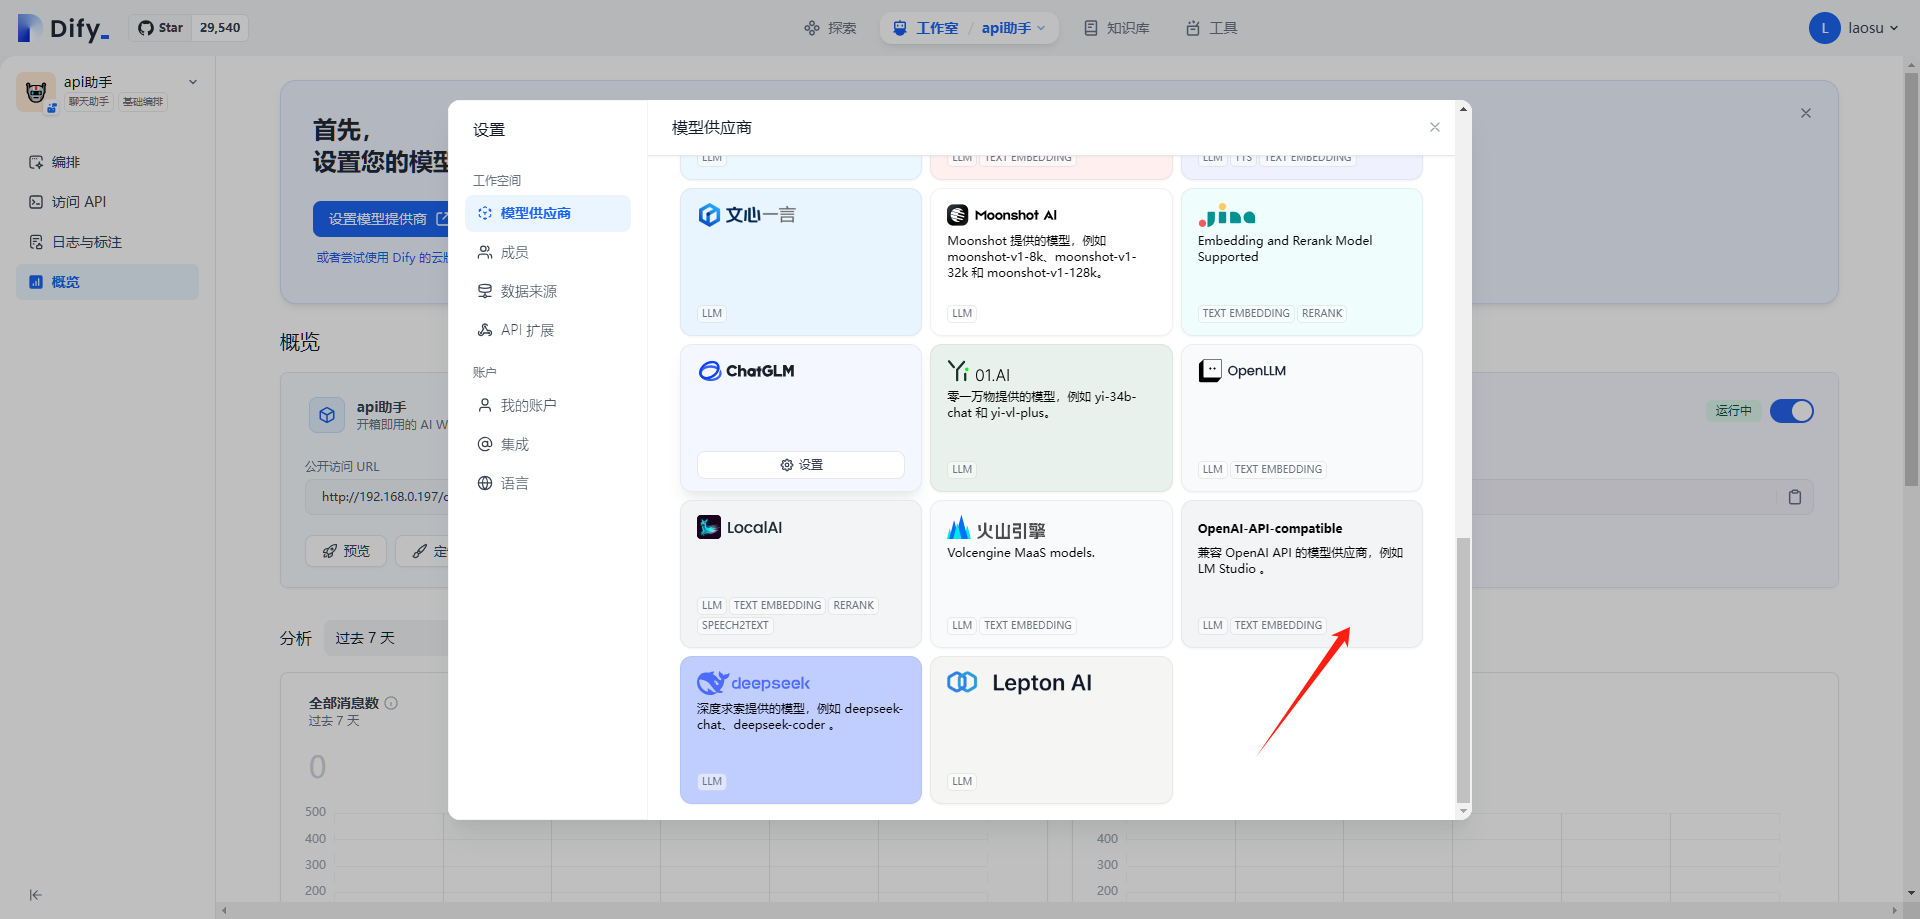 Dify_
Star 29,540
探索
工作室 / api助手
知识库
工具
L laosu
api助手
聊天助手 基础编排
编排
访问 API
日志与标注
概览
首先，
设置您的模型
设置模型提供商
或者尝试使用 Dify 的云版
概览
api助手
开箱即用的 AI W
公开访问 URL
http://192.168.0.197/c
预览
运行中
分析 过去 7 天
全部消息数
过去 7 天
0
500
400
300
200
400
300
200
设置
工作空间
模型供应商
成员
数据来源
API 扩展
账户
我的账户
集成
语言
模型供应商
LLM
LLM TEXT EMBEDDING
LLM TTS TEXT EMBEDDING
文心一言
LLM
Moonshot AI
Moonshot 提供的模型，例如
moonshot-v1-8k、moonshot-v1-
32k 和 moonshot-v1-128k。
LLM
Jina
Embedding and Rerank Model
Supported
TEXT EMBEDDING RERANK
ChatGLM
设置
Yi 01.AI
零一万物提供的模型，例如 yi-34b-
chat 和 yi-vl-plus。
LLM
OpenLLM
LLM TEXT EMBEDDING
LocalAI
LLM TEXT EMBEDDING RERANK
SPEECH2TEXT
火山引擎
Volcengine MaaS models.
LLM TEXT EMBEDDING
OpenAI-API-compatible
兼容 OpenAI API 的模型供应商，例如
LM Studio 。
LLM TEXT EMBEDDING
deepseek
深度求索提供的模型，例如 deepseek-
chat、deepseek-coder 。
LLM
Lepton AI
LLM